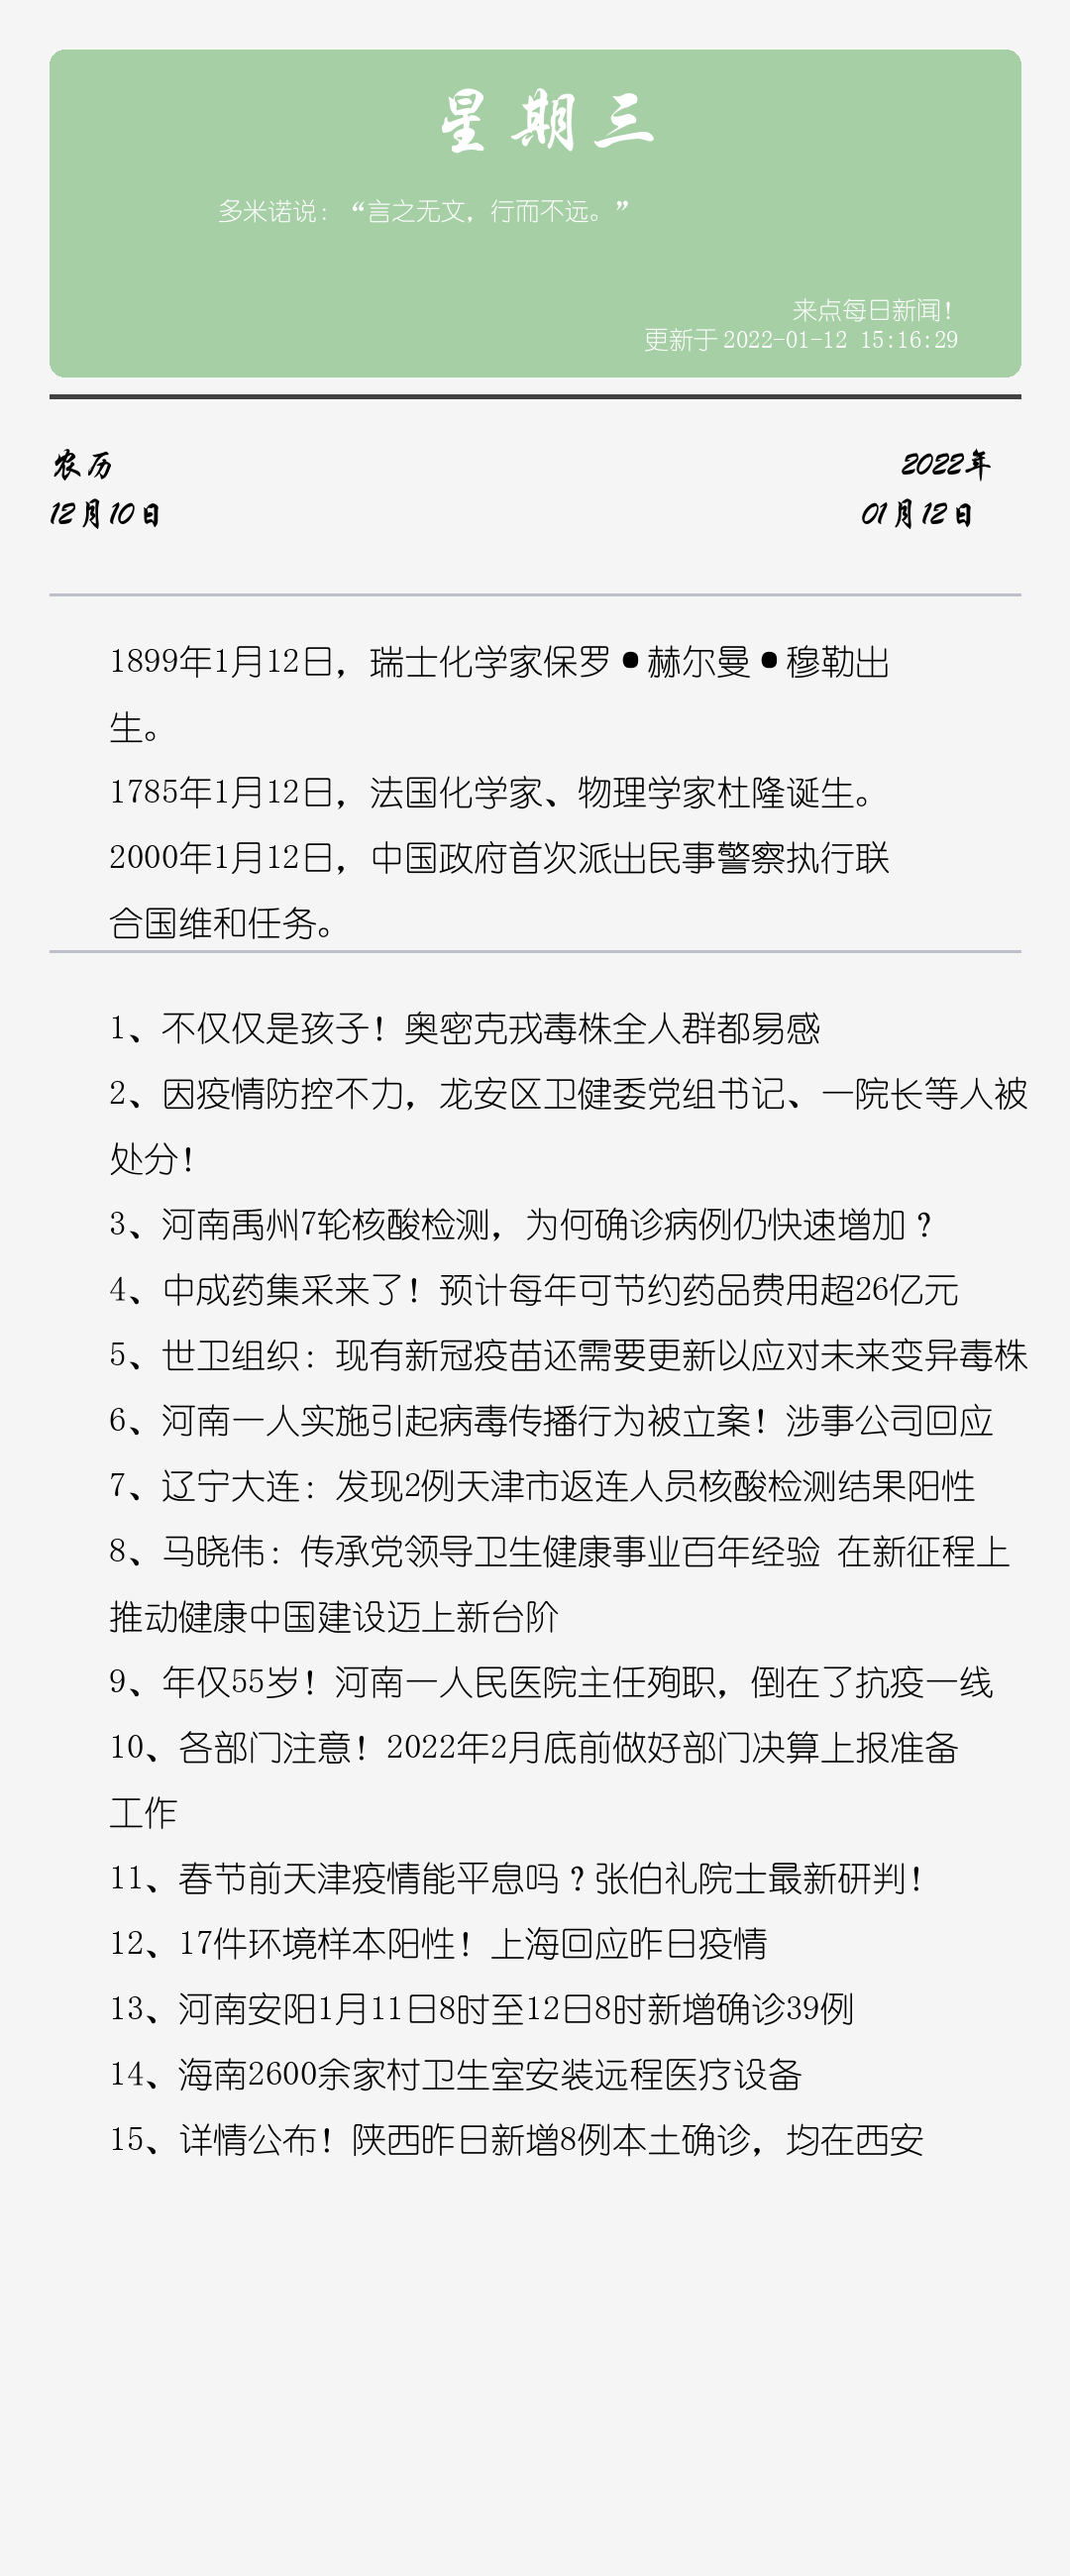 星期三
多米诺说：“言之无文，行而不远。”
来点每日新闻！
更新于2022-01-12 15:16:29
农历
2022年
12月10日
01月12日
1899年1月12日，瑞士化学家保罗•赫尔曼•穆勒出
生。
1785年1月12日，法国化学家、物理学家杜隆诞生。
2000年1月12日，中国政府首次派出民事警察执行联
合国维和任务。
1、不仅仅是孩子！奥密克戎毒株全人群都易感
2、因疫情防控不力，龙安区卫健委党组书记、一院长等人被
处分！
3、河南禹州7轮核酸检测，为何确诊病例仍快速增加？
4、中成药集采来了！预计每年可节约药品费用超26亿元
5、世卫组织：现有新冠疫苗还需要更新以应对未来变异毒株
6、河南一人实施引起病毒传播行为被立案！涉事公司回应
7、辽宁大连：发现2例天津市返连人员核酸检测结果阳性
8、马晓伟：传承党领导卫生健康事业百年经验 在新征程上
推动健康中国建设迈上新台阶
9、年仅55岁！河南一人民医院主任殉职，倒在了抗疫一线
10、各部门注意！2022年2月底前做好部门决算上报准备
工作
11、春节前天津疫情能平息吗？张伯礼院士最新研判！
12、17件环境样本阳性！上海回应昨日疫情
13、河南安阳1月11日8时至12日8时新增确诊39例
14、海南2600余家村卫生室安装远程医疗设备
15、详情公布！陕西昨日新增8例本土确诊，均在西安